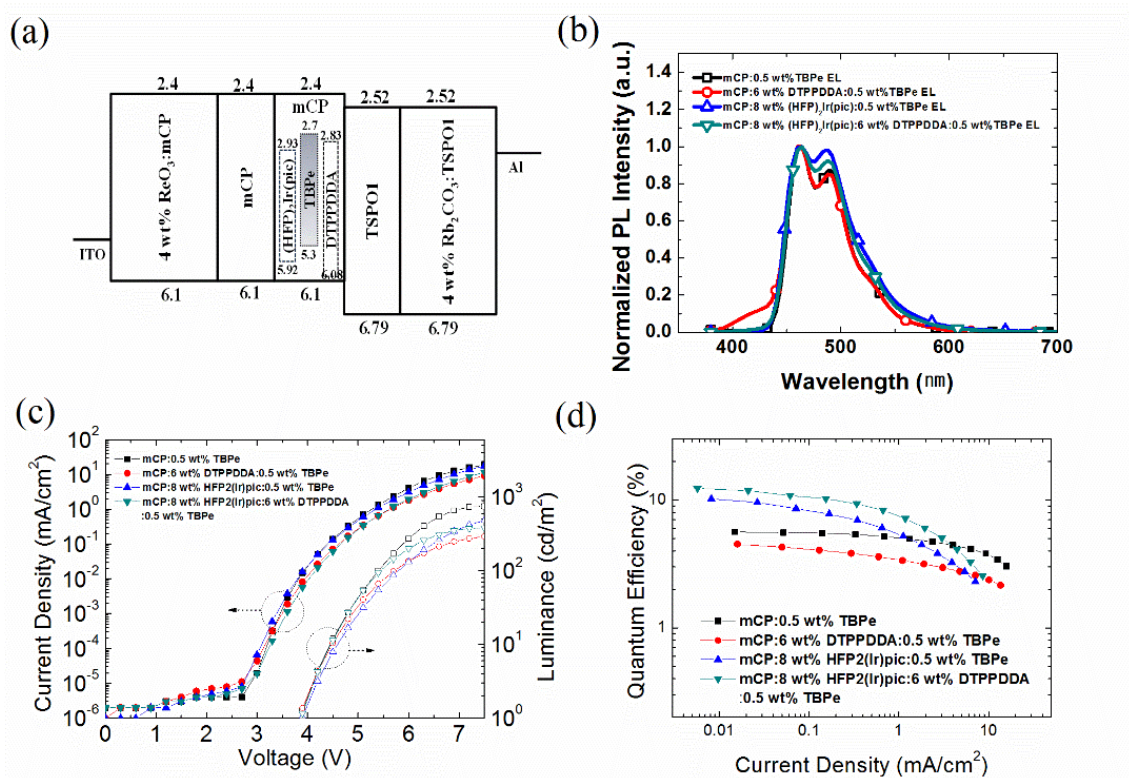 (a)
2.4 2.4 2.4
mCP
2.52 2.52
2.93 2.7 2.83
4 wt% ReO3:mCP
mCP
(HFP)2Ir(pic)
TBPe
DTPPDDA
TSPO1
4 wt% Rb2CO3:TSPO1
Al
ITO
5.92 5.3 6.08
6.1 6.1 6.1
6.79 6.79
(b)
Normalized PL Intensity (a.u.)
1.4
1.2
1.0
0.8
0.6
0.4
0.2
0.0
mCP:0.5 wt%TBPe EL
mCP:6 wt% DTPPDDA:0.5 wt%TBPe EL
mCP:8 wt% (HFP)2Ir(pic):0.5 wt%TBPe EL
mCP:8 wt% (HFP)2Ir(pic):6 wt% DTPPDDA:0.5 wt%TBPe EL
400 500 600 700
Wavelength (nm)
(c)
Current Density (mA/cm2)
10^2
10^1
10^0
10^-1
10^-2
10^-3
10^-4
10^-5
10^-6
mCP:0.5 wt% TBPe
mCP:6 wt% DTPPDDA:0.5 wt% TBPe
mCP:8 wt% HFP2(Ir)pic:0.5 wt% TBPe
mCP:8 wt% HFP2(Ir)pic:6 wt% DTPPDDA
:0.5 wt% TBPe
0 1 2 3 4 5 6 7
Voltage (V)
10^3
10^2
10^1
10^0
Luminance (cd/m2)
(d)
Quantum Efficiency (%)
10
1
mCP:0.5 wt% TBPe
mCP:6 wt% DTPPDDA:0.5 wt% TBPe
mCP:8 wt% HFP2(Ir)pic:0.5 wt% TBPe
mCP:8 wt% HFP2(Ir)pic:6 wt% DTPPDDA
:0.5 wt% TBPe
0.01 0.1 1 10
Current Density (mA/cm2)